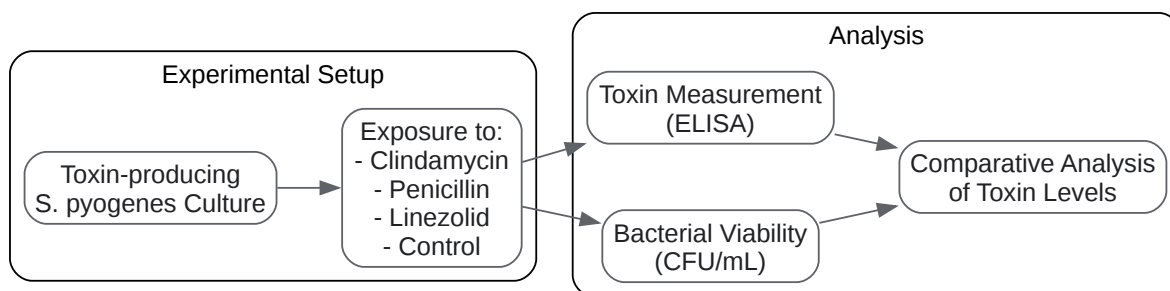 Experimental Setup
Toxin-producing
S. pyogenes Culture
Exposure to:
- Clindamycin
- Penicillin
- Linezolid
- Control
Analysis
Toxin Measurement
(ELISA)
Bacterial Viability
(CFU/mL)
Comparative Analysis
of Toxin Levels